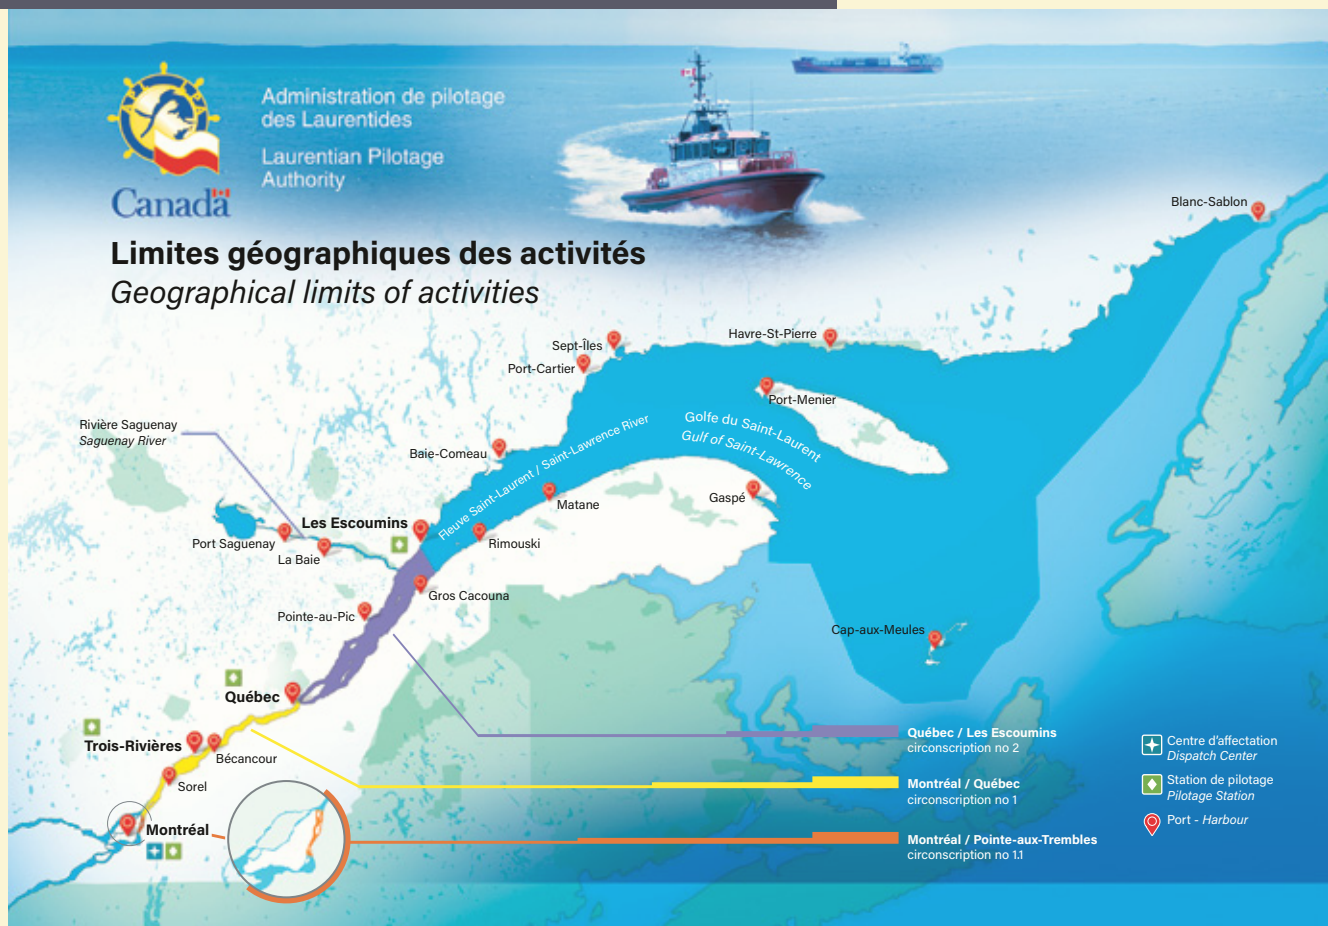 Administration de pilotage
des Laurentides
Laurentian Pilotage
Authority
Canada
Limites géographiques des activités
Geographical limits of activities
Blanc-Sablon
Havre-St-Pierre
Sept-Îles
Port-Cartier
Port-Menier
Rivière Saguenay
Saguenay River
Golfe du Saint-Laurent
Gulf of Saint-Lawrence
Fleuve Saint-Laurent / Saint-Lawrence River
Baie-Comeau
Matane
Gaspé
Les Escoumins
Rimouski
Port Saguenay
La Baie
Gros Cacouna
Pointe-au-Pic
Cap-aux-Meules
Québec
Trois-Rivières
Bécancour
Sorel
Montréal
Québec / Les Escoumins
circonscription no 2
Montréal / Québec
circonscription no 1
Montréal / Pointe-aux-Trembles
circonscription no 1.1
Centre d'affectation
Dispatch Center
Station de pilotage
Pilotage Station
Port - Harbour